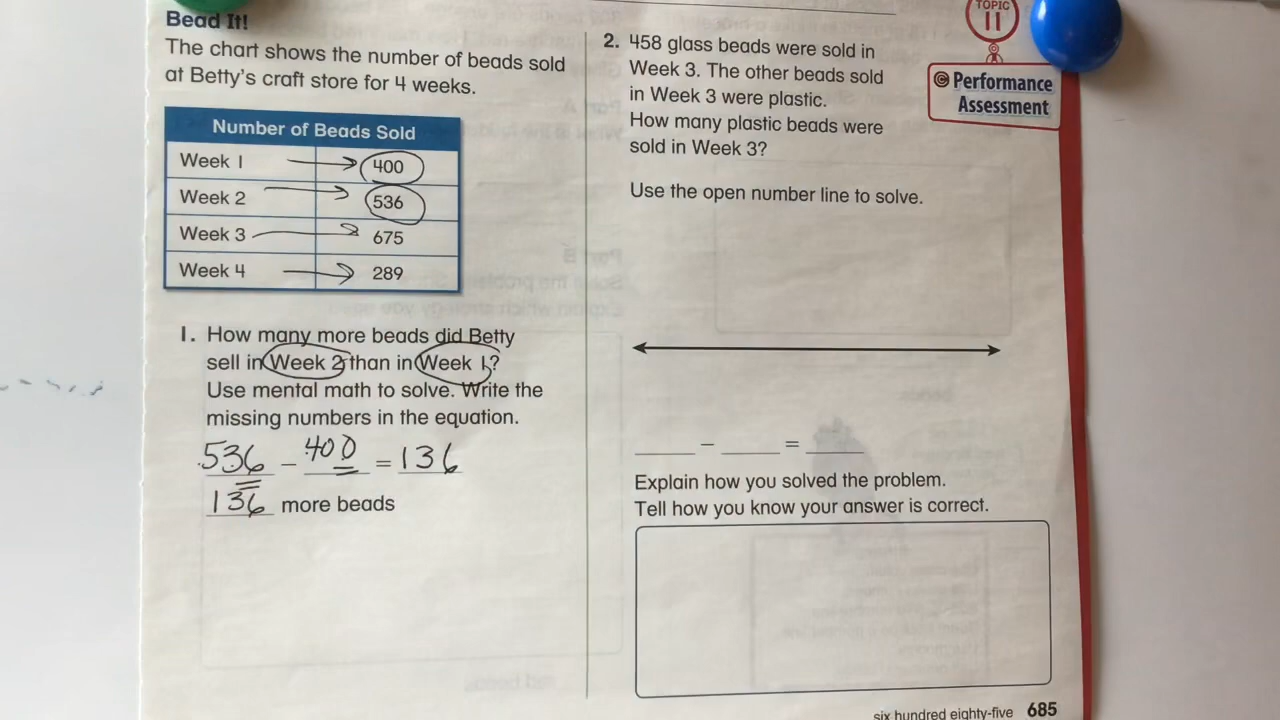 Bead It!
The chart shows the number of beads sold
at Betty's craft store for 4 weeks.
Number of Beads Sold
Week 1 400
Week 2 536
Week 3 675
Week 4 289
1. How many more beads did Betty
sell in Week 2 than in Week 1?
Use mental math to solve. Write the
missing numbers in the equation.
536 - 400 = 136
136 more beads
TOPIC
11
© Performance
Assessment
2. 458 glass beads were sold in
Week 3. The other beads sold
in Week 3 were plastic.
How many plastic beads were
sold in Week 3?
Use the open number line to solve.
____ - ____ = ____
Explain how you solved the problem.
Tell how you know your answer is correct.
six hundred eighty-five 685